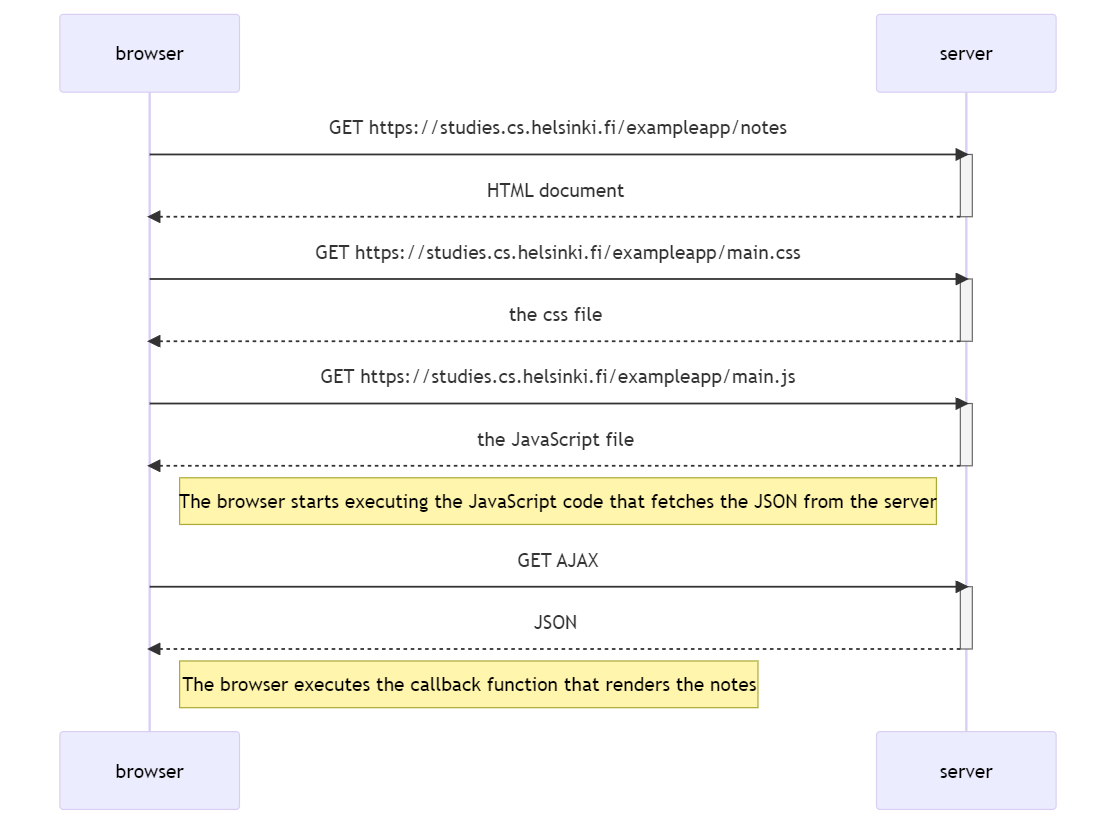 browser
server
GET https://studies.cs.helsinki.fi/exampleapp/notes
HTML document
GET https://studies.cs.helsinki.fi/exampleapp/main.css
the css file
GET https://studies.cs.helsinki.fi/exampleapp/main.js
the JavaScript file
The browser starts executing the JavaScript code that fetches the JSON from the server
GET AJAX
JSON
The browser executes the callback function that renders the notes
browser
server